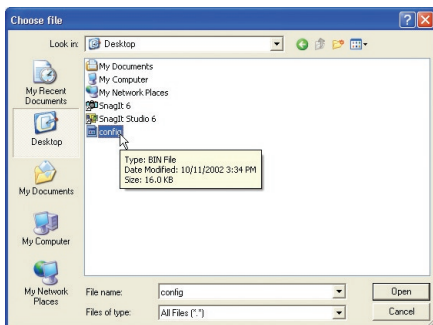 Choose file
Look in: Desktop
My Recent
Documents
Desktop
My Documents
My Computer
My Network
Places
My Documents
My Computer
My Network Places
SnagIt 6
SnagIt Studio 6
config
Type: BIN File
Date Modified: 10/11/2002 3:34 PM
Size: 16.0 KB
File name: config Open
Files of type: All Files (*.*) Cancel